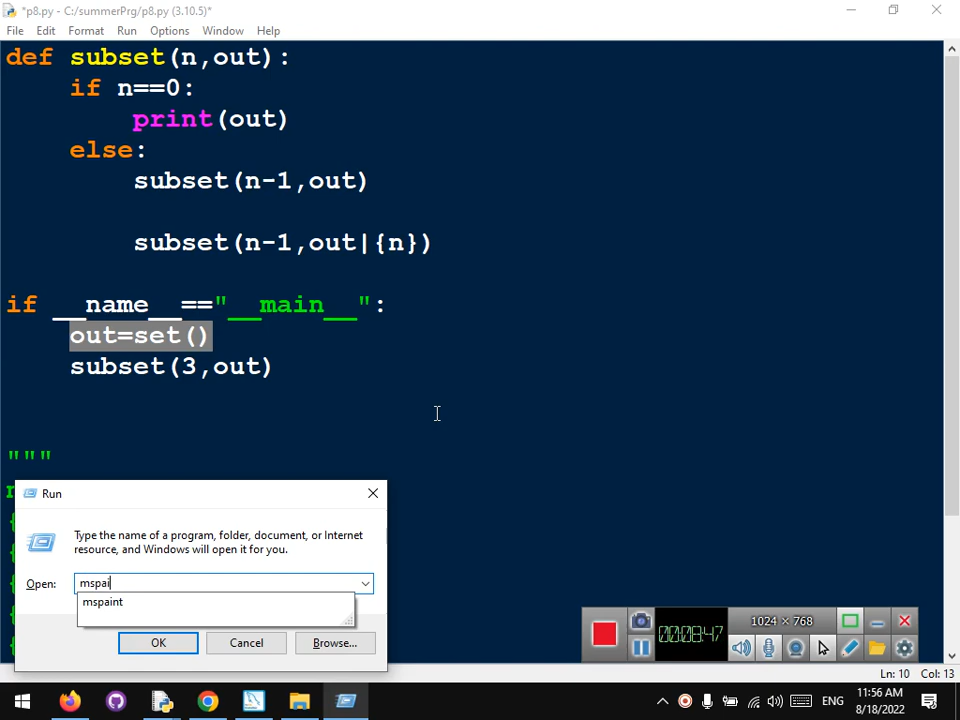 *p8.py - C:/summerPrg/p8.py (3.10.5)*
File Edit Format Run Options Window Help
def subset(n,out):
if n==0:
print(out)
else:
subset(n-1,out)
subset(n-1,out|{n})
if __name__=="__main__":
out=set()
subset(3,out)
"""
Run
Type the name of a program, folder, document, or Internet
resource, and Windows will open it for you.
Open: mspai
mspaint
OK Cancel Browse...
00:08:47
1024 × 768
Ln: 10 Col: 13
ENG
11:56 AM
8/18/2022